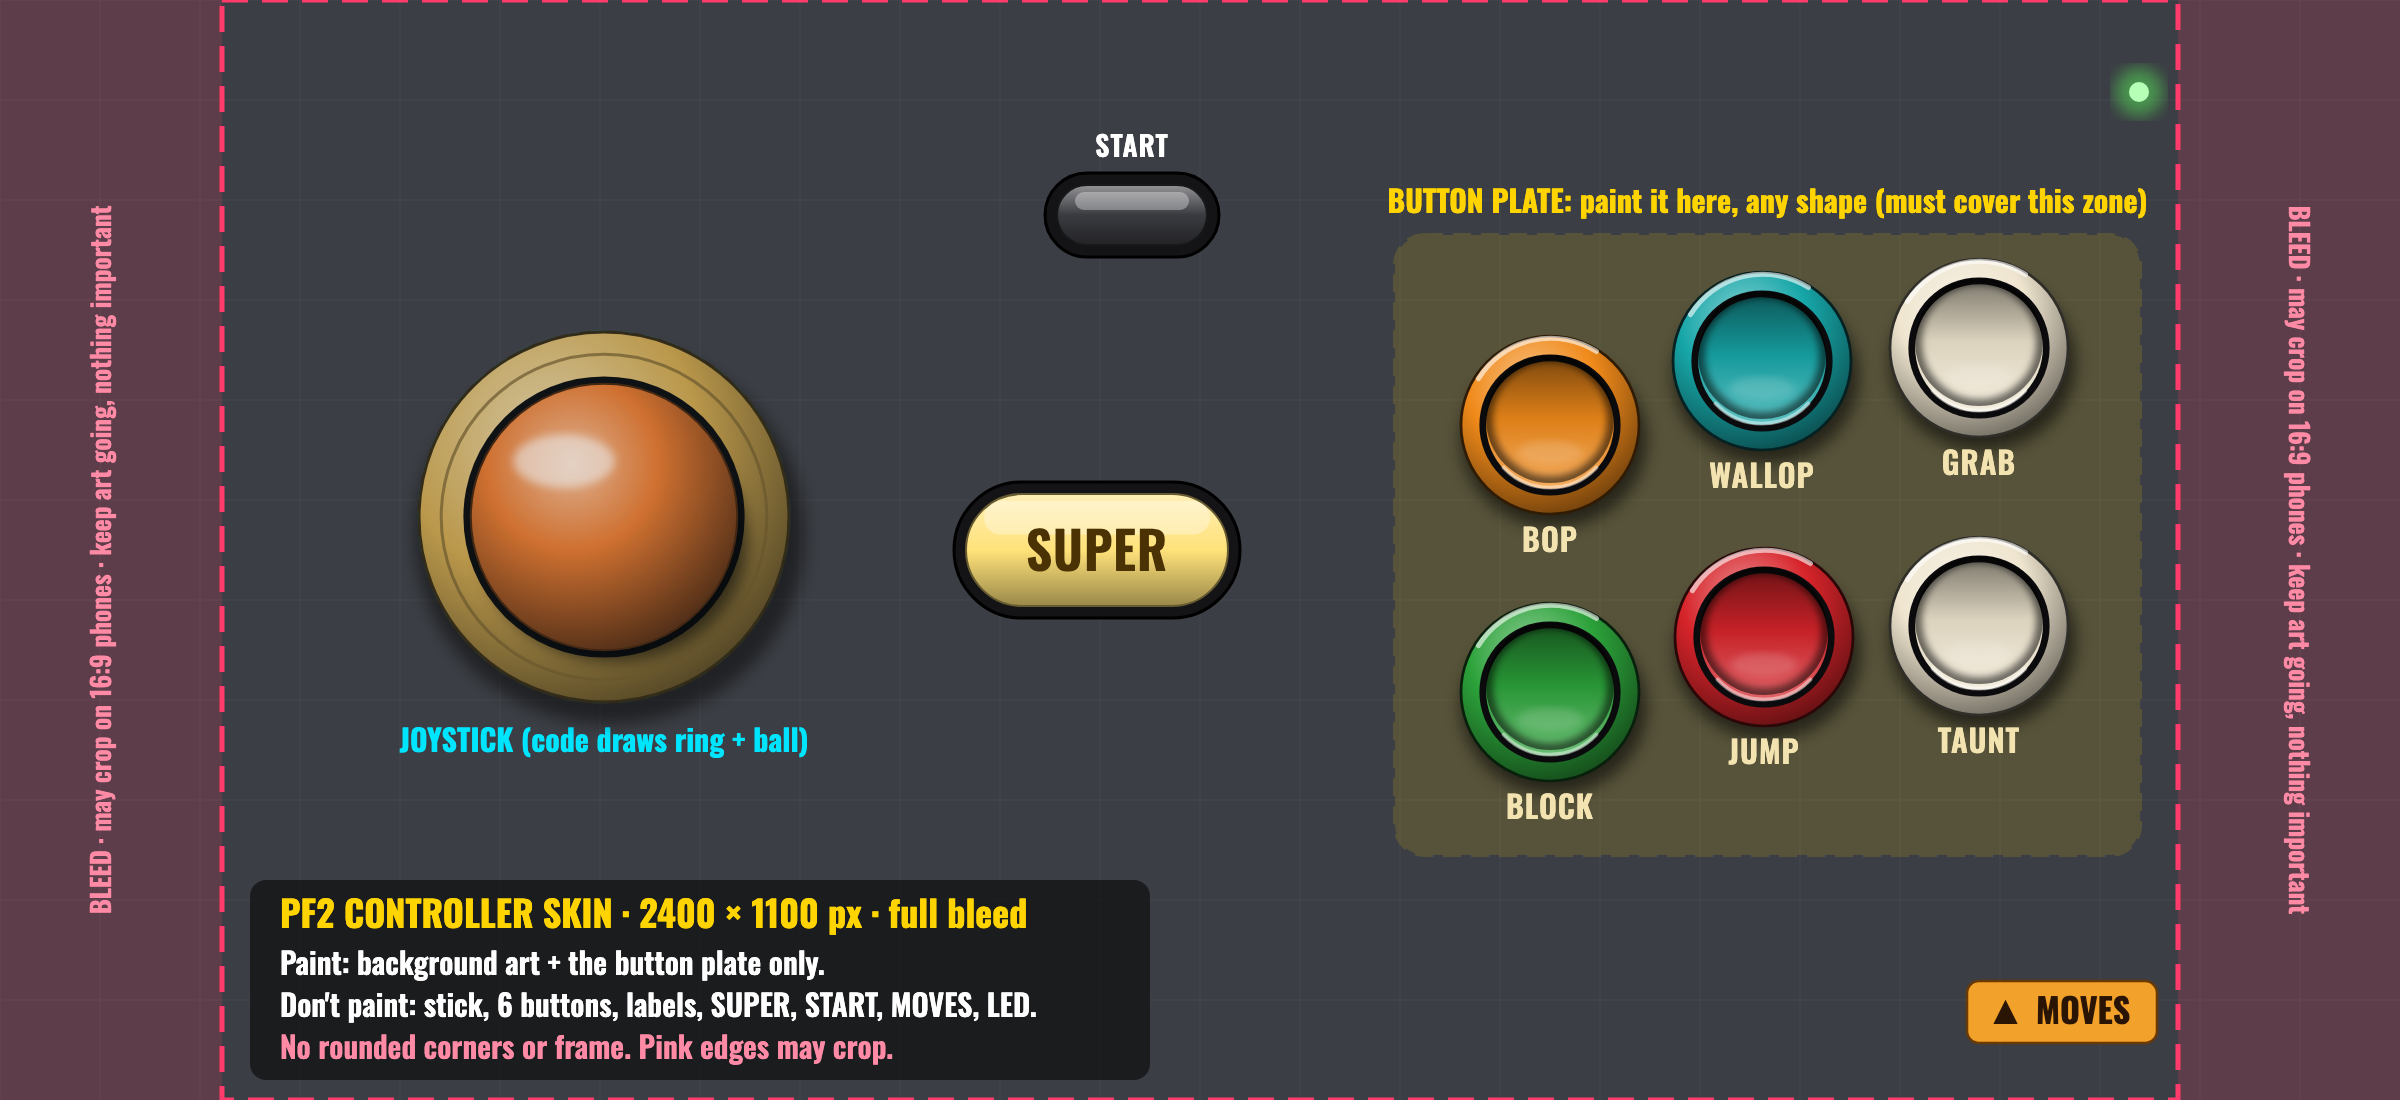 START
BUTTON PLATE: paint it here, any shape (must cover this zone)
BLEED · may crop on 16:9 phones · keep art going, nothing important
BLEED · may crop on 16:9 phones · keep art going, nothing important
GRAB
WALLOP
BOP
SUPER
JOYSTICK (code draws ring + ball)
TAUNT
JUMP
BLOCK
PF2 CONTROLLER SKIN · 2400 × 1100 px · full bleed
Paint: background art + the button plate only.
Don't paint: stick, 6 buttons, labels, SUPER, START, MOVES, LED.
No rounded corners or frame. Pink edges may crop.
▲ MOVES